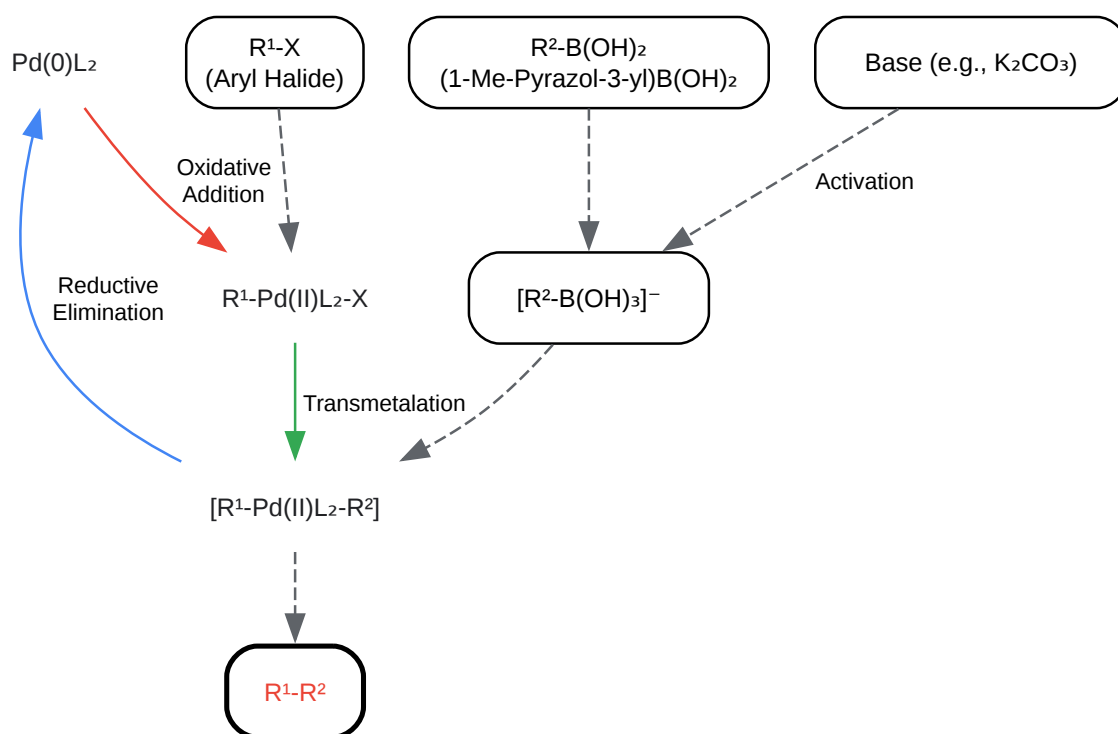 Pd(0)L₂
R¹-X
(Aryl Halide)
R²-B(OH)₂
(1-Me-Pyrazol-3-yl)B(OH)₂
Base (e.g., K₂CO₃)
Oxidative
Addition
Activation
Reductive
Elimination
R¹-Pd(II)L₂-X
[R²-B(OH)₃]⁻
Transmetalation
[R¹-Pd(II)L₂-R²]
R¹-R²